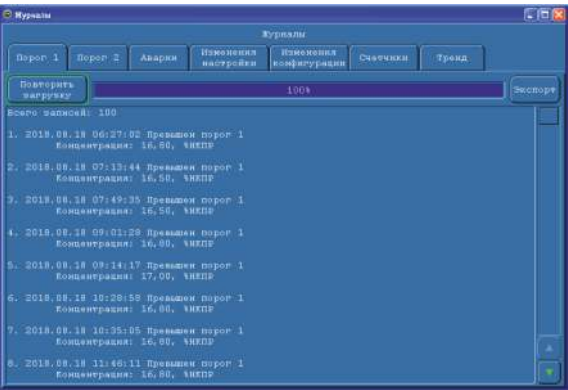 Журналы
Журналы
Порог 1
Порог 2
Аварии
Изменения
настройки
Изменения
конфигурации
Счетчики
Тренд
Повторить
загрузку
100%
Экспорт
Всего записей: 100
1. 2018.08.18 06:27:02 Превышен порог 1
Концентрация: 16,80, %НКПР
2. 2018.08.18 07:13:44 Превышен порог 1
Концентрация: 16,50, %НКПР
3. 2018.08.18 07:49:35 Превышен порог 1
Концентрация: 16,50, %НКПР
4. 2018.08.18 09:01:28 Превышен порог 1
Концентрация: 16,80, %НКПР
5. 2018.08.18 09:14:17 Превышен порог 1
Концентрация: 17,00, %НКПР
6. 2018.08.18 10:28:58 Превышен порог 1
Концентрация: 16,80, %НКПР
7. 2018.08.18 10:35:05 Превышен порог 1
Концентрация: 16,80, %НКПР
8. 2018.08.18 11:46:11 Превышен порог 1
Концентрация: 16,80, %НКПР